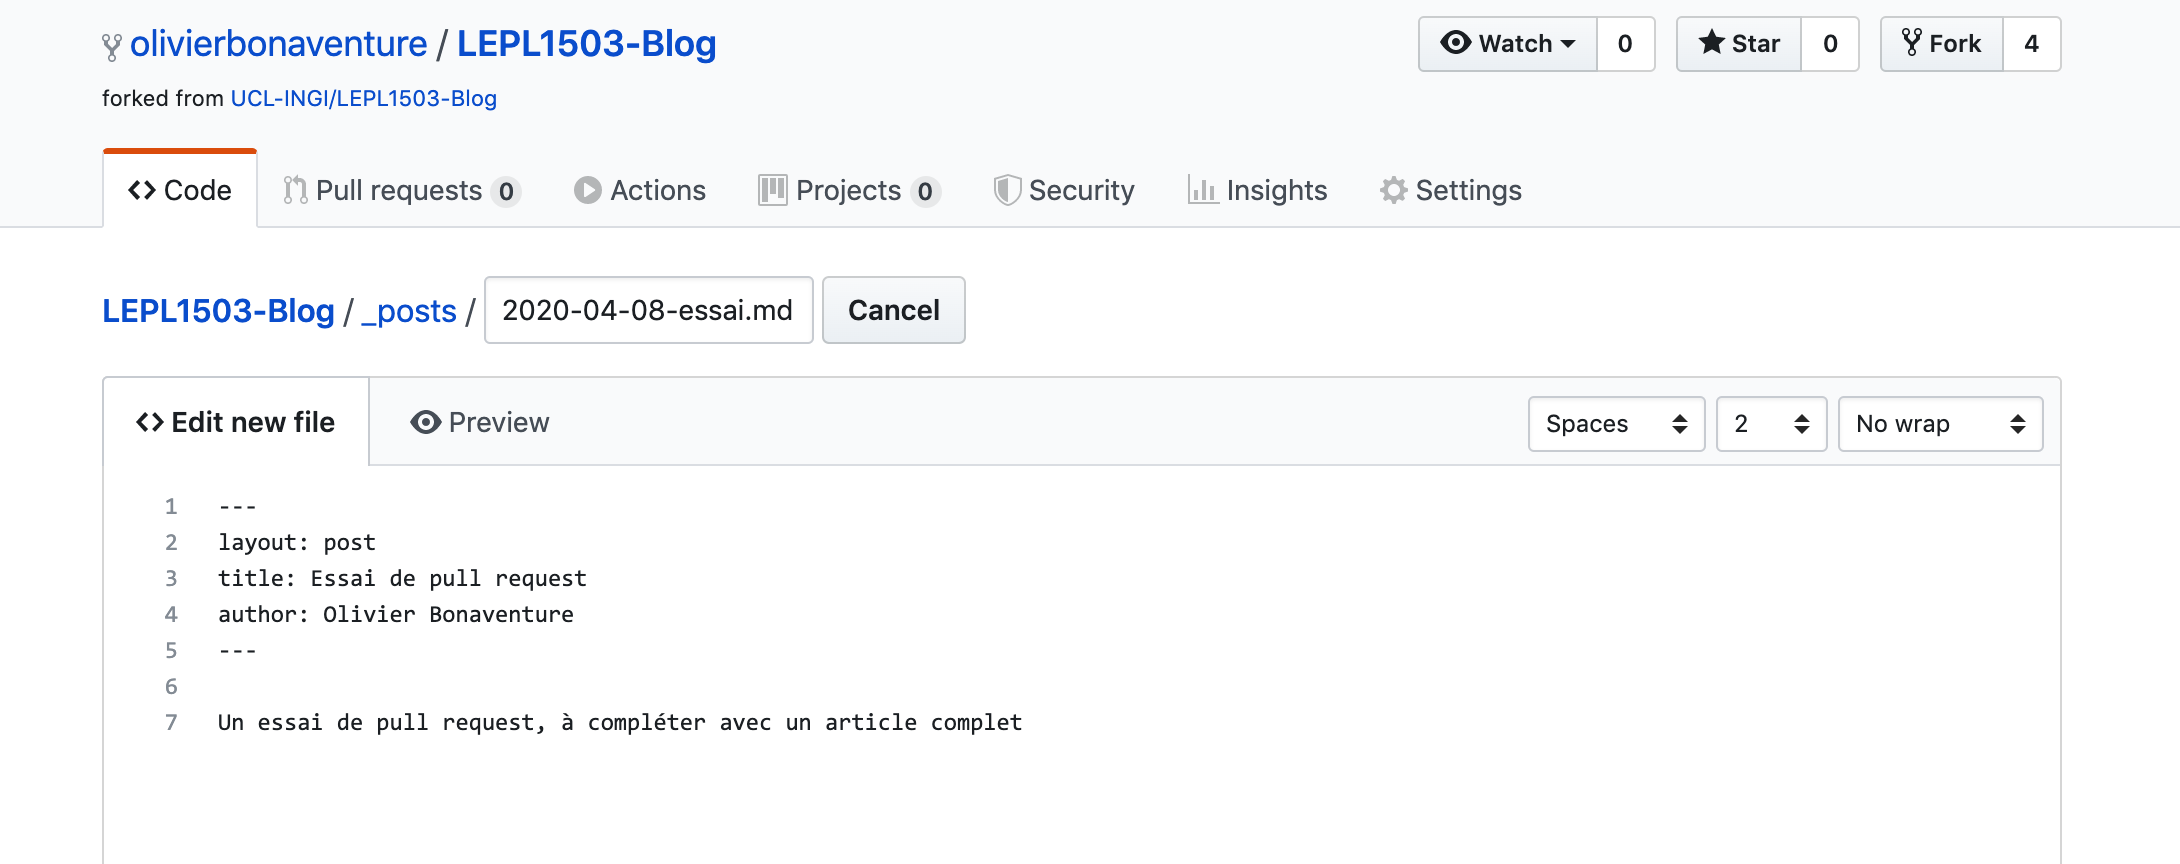 olivierbonaventure / LEPL1503-Blog
Watch 0 Star 0 Fork 4
forked from UCL-INGI/LEPL1503-Blog
Code Pull requests 0 Actions Projects 0 Security Insights Settings
LEPL1503-Blog / _posts / 2020-04-08-essai.md Cancel
Edit new file Preview Spaces 2 No wrap
1 ---
2 layout: post
3 title: Essai de pull request
4 author: Olivier Bonaventure
5 ---
6
7 Un essai de pull request, à compléter avec un article complet